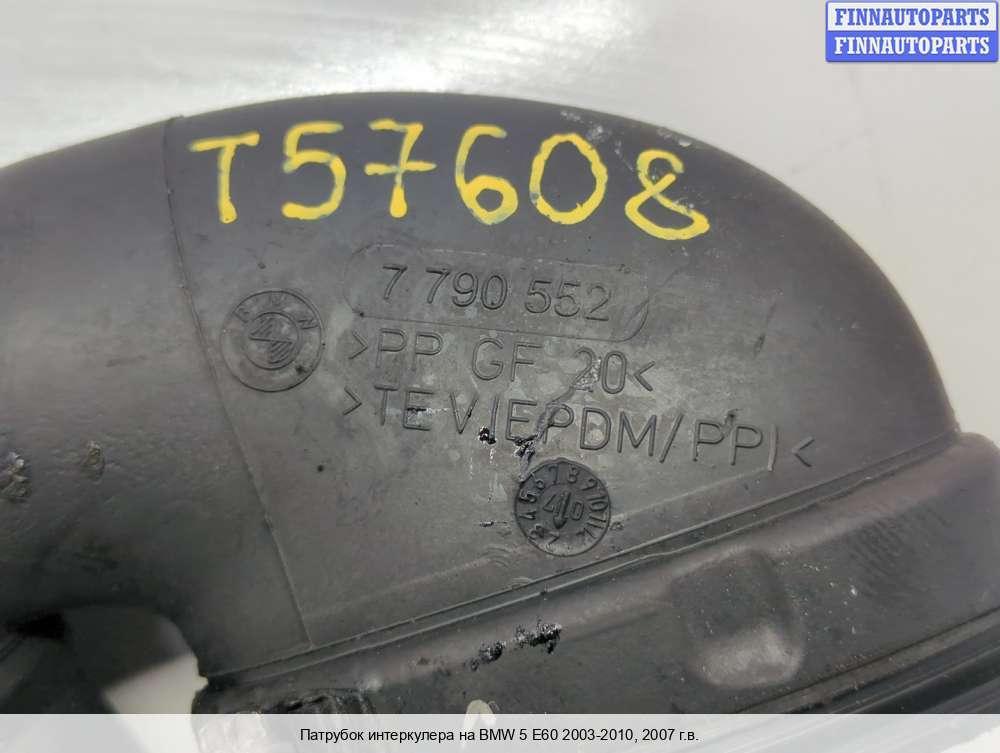 FINNAUTOPARTS
FINNAUTOPARTS
T57608
7 790 552
>PP GF 20<
>TEV(EPDM/PP)<
Патрубок интеркулера на BMW 5 E60 2003-2010, 2007 г.в.